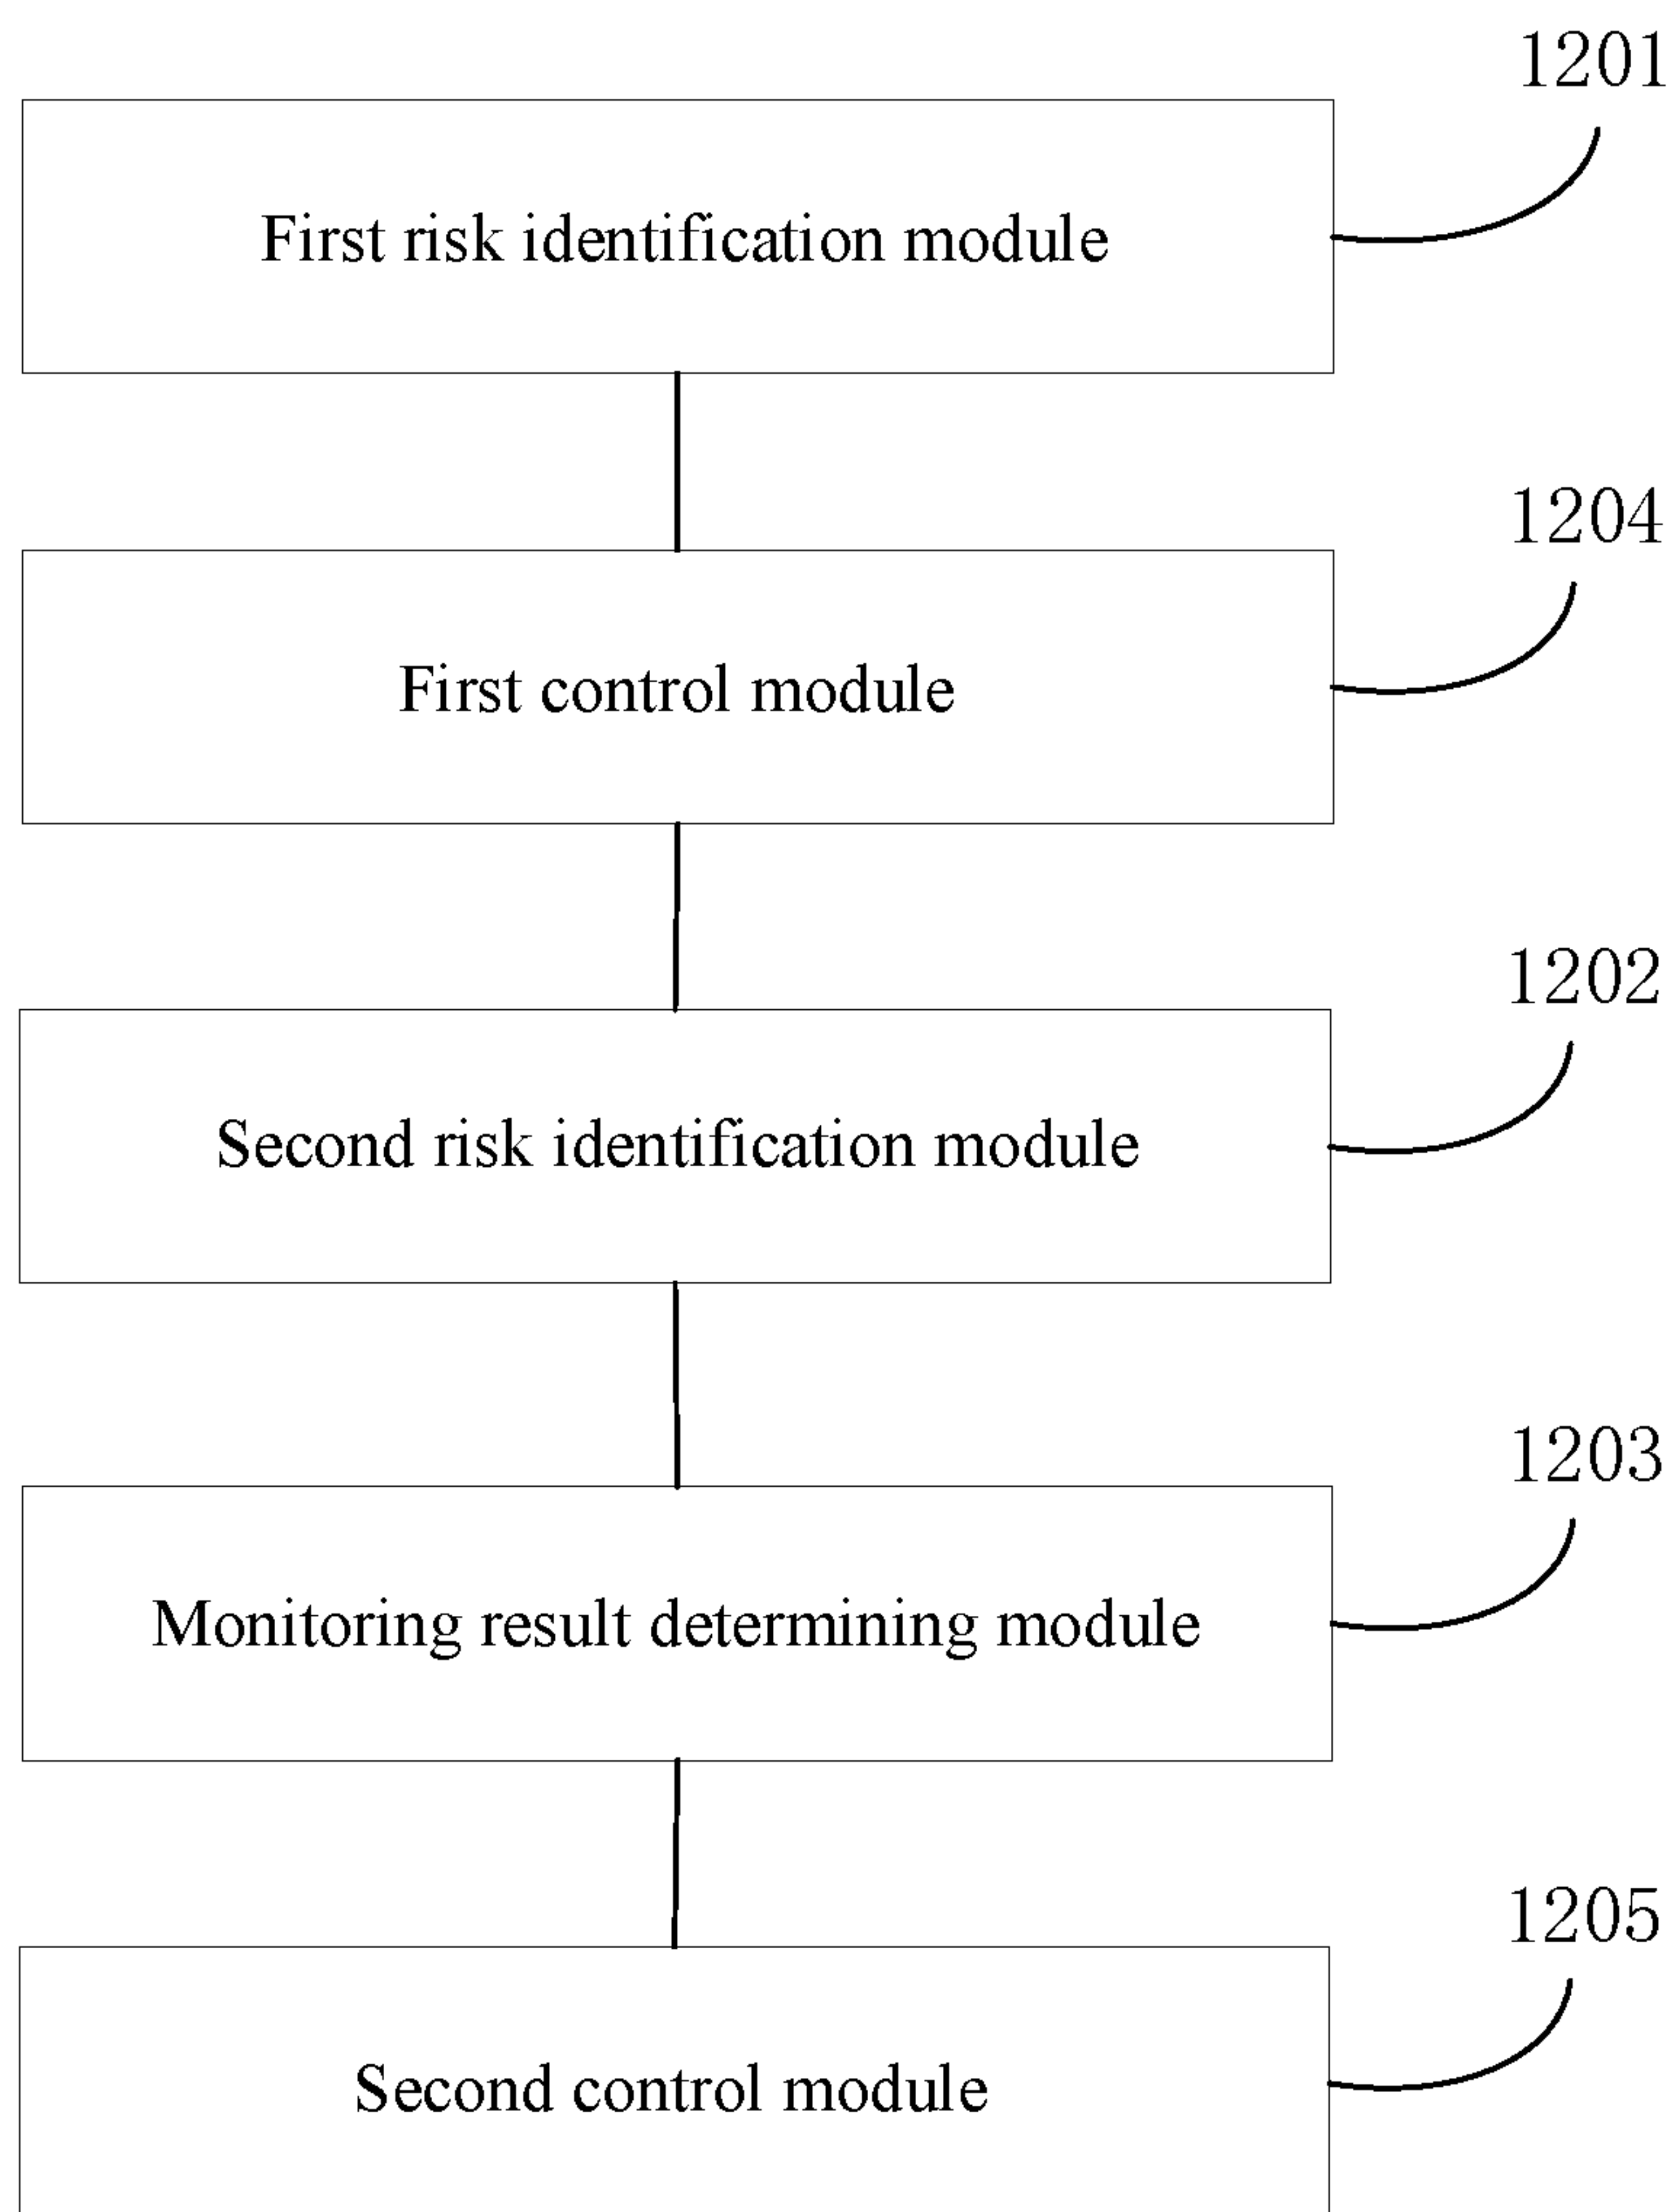 1201
First risk identification module
1204
First control module
1202
Second risk identification module
1203
Monitoring result determining module
1205
Second control module